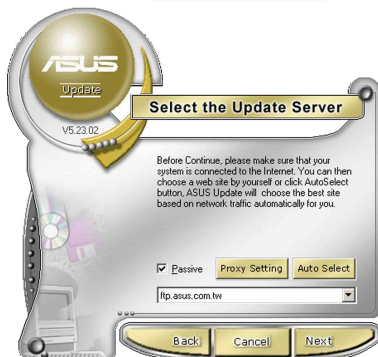 ASUS
Update
V5.23.02
Select the Update Server
Before Continue, please make sure that your
system is connected to the Internet. You can then
choose a web site by yourself or click AutoSelect
button, ASUS Update will choose the best site
based on network traffic automatically for you.
Passive
Proxy Setting
Auto Select
ftp.asus.com.tw
Back
Cancel
Next